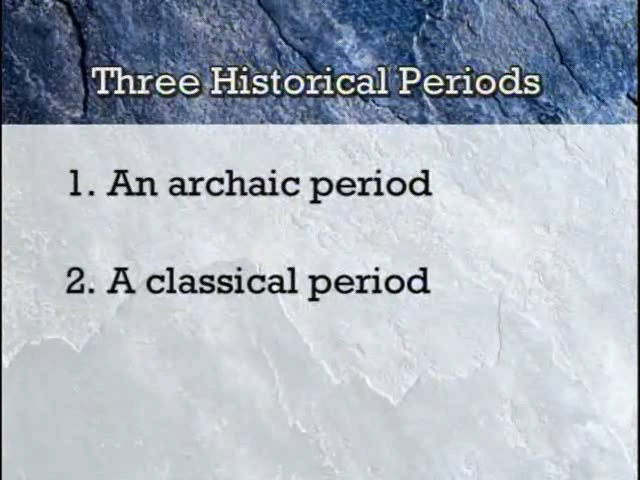 Three Historical Periods
1. An archaic period
2. A classical period